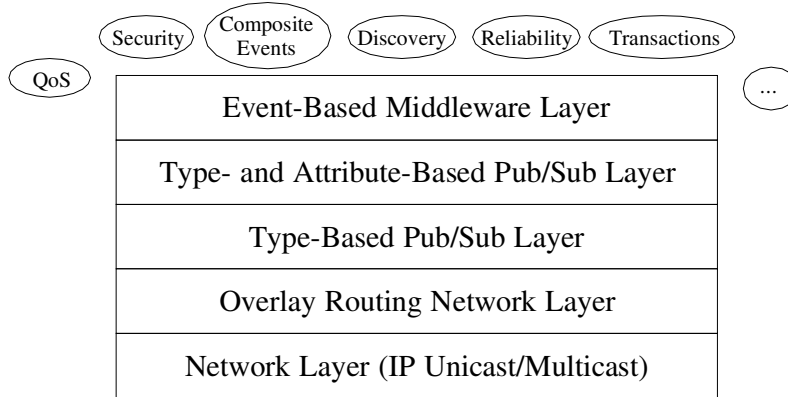 Security
Composite
Events
Discovery
Reliability
Transactions
QoS
...
Event-Based Middleware Layer
Type- and Attribute-Based Pub/Sub Layer
Type-Based Pub/Sub Layer
Overlay Routing Network Layer
Network Layer (IP Unicast/Multicast)